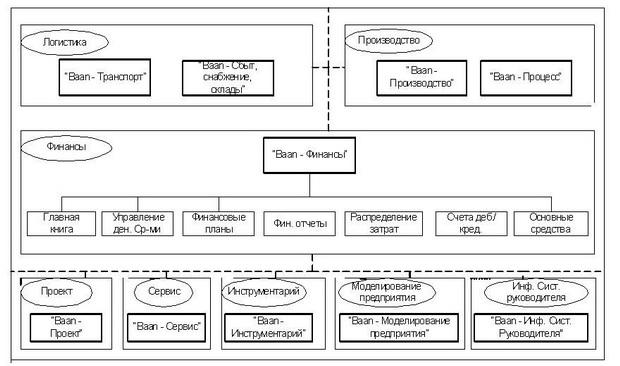 Логистика
Производство
"Baan - Транспорт"
"Baan - Сбыт,
снабжение,
склады"
"Baan -
Производство"
"Baan - Процесс"
Финансы
"Baan - Финансы"
Главная
книга
Управление
ден. Ср-ми
Финансовые
планы
Фин. отчеты
Распределение
затрат
Счета деб/
кред.
Основные
средства
Проект
Сервис
Инструментарий
Моделирование
предприятия
Инф. Сист.
руководителя
"Baan -
Проект"
"Baan - Сервис"
"Baan -
Инструментарий"
"Baan - Моделирование
предприятия"
"Baan - Инф. Сист.
Руководителя"